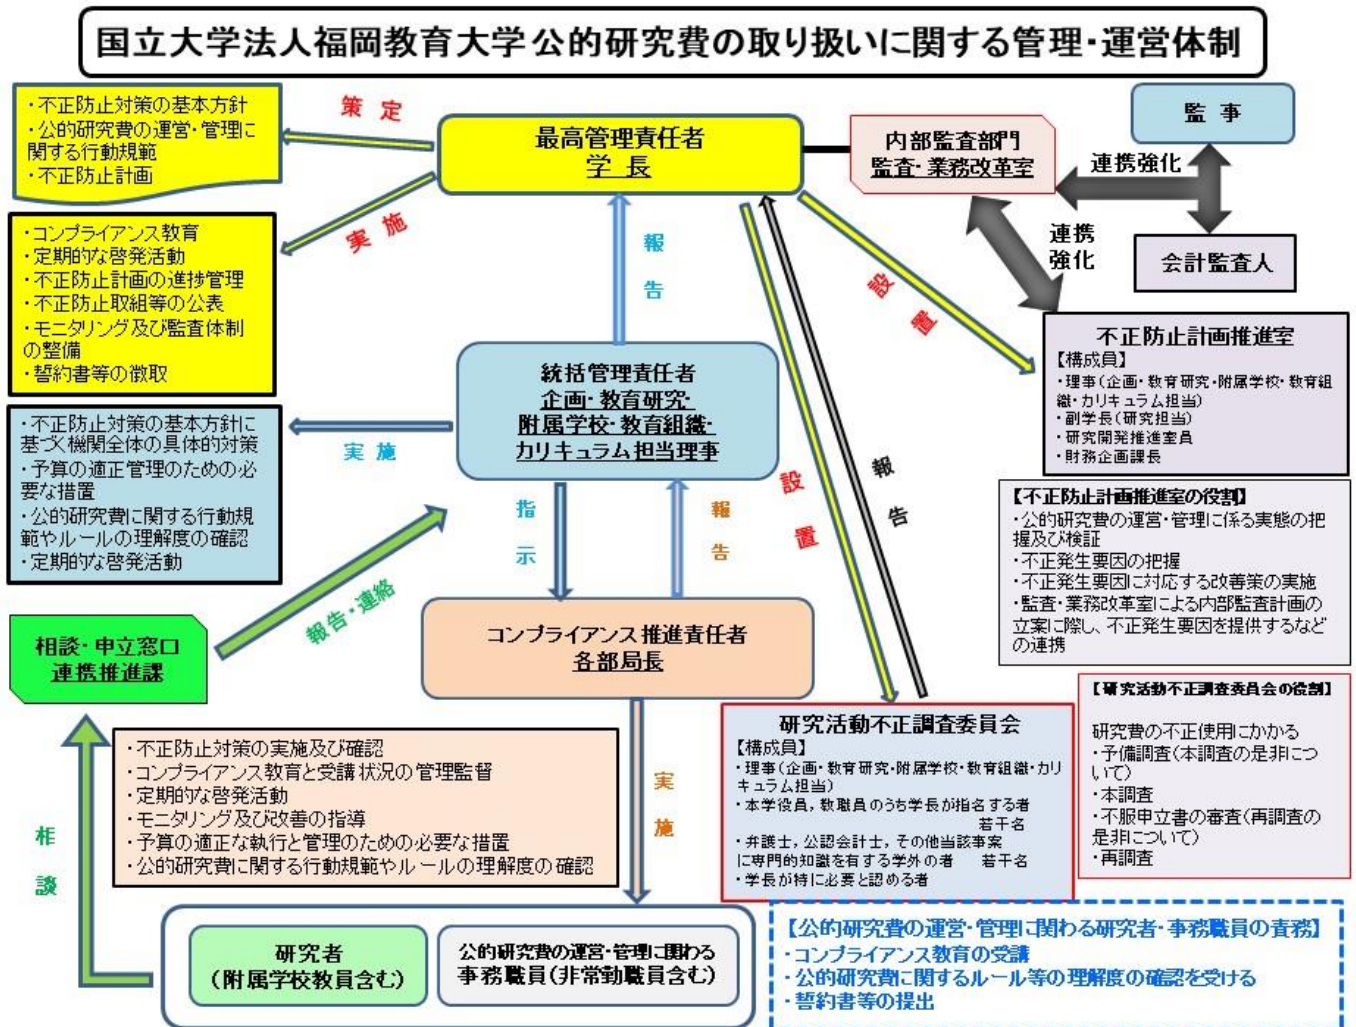 国立大学法人福岡教育大学公的研究費の取り扱いに関する管理・運営体制
・不正防止対策の基本方針
・公的研究費の運営・管理に
関する行動規範
・不正防止計画
策定
最高管理責任者
学長
内部監査部門
監査・業務改革室
監事
連携強化
会計監査人
連携
強化
・コンプライアンス教育
・定期的な啓発活動
・不正防止計画の進捗管理
・不正防止取組等の公表
・モニタリング及び監査体制
の整備
・誓約書等の徴取
実施
報告
設置
不正防止計画推進室
【構成員】
・理事(企画・教育研究・附属学校・教育組
織・カリキュラム担当)
・副学長(研究担当)
・研究開発推進室員
・財務企画課長
統括管理責任者
企画・教育研究・
附属学校・教育組織・
カリキュラム担当理事
・不正防止対策の基本方針に
基づく機関全体の具体的対策
・予算の適正管理のための必
要な措置
・公的研究費に関する行動規
範やルールの理解度の確認
・定期的な啓発活動
実施
指示
報告
設置
報告
【不正防止計画推進室の役割】
・公的研究費の運営・管理に係る実態の把
握及び検証
・不正発生要因の把握
・不正発生要因に対応する改善策の実施
・監査・業務改革室による内部監査計画の
立案に際し、不正発生要因を提供するなど
の連携
報告・連絡
相談・申立窓口
連携推進課
コンプライアンス推進責任者
各部局長
・不正防止対策の実施及び確認
・コンプライアンス教育と受講状況の管理監督
・定期的な啓発活動
・モニタリング及び改善の指導
・予算の適正な執行と管理のための必要な措置
・公的研究費に関する行動規範やルールの理解度の確認
実施
相談
研究活動不正調査委員会
【構成員】
・理事(企画・教育研究・附属学校・教育組織・カリ
キュラム担当)
・本学役員,教職員のうち学長が指名する者
若干名
・弁護士,公認会計士,その他当該事案
に専門的知識を有する学外の者 若干名
・学長が特に必要と認める者
【研究活動不正調査委員会の役割】
研究費の不正使用にかかる
・予備調査(本調査の是非につ
いて)
・本調査
・不服申立書の審査(再調査の
是非について)
・再調査
研究者
(附属学校教員含む)
公的研究費の運営・管理に関わる
事務職員(非常勤職員含む)
【公的研究費の運営・管理に関わる研究者・事務職員の責務】
・コンプライアンス教育の受講
・公的研究費に関するルール等の理解度の確認を受ける
・誓約書等の提出